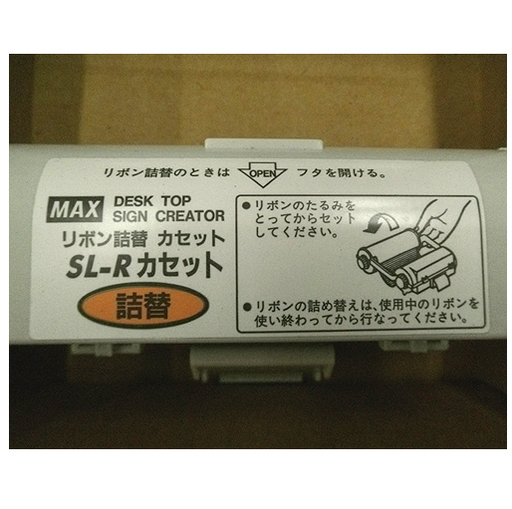 リボン詰替のときは OPEN フタを開ける。
MAX DESK TOP
SIGN CREATOR
リボン詰替 カセット
SL-R カセット
詰替
●リボンのたるみを
とってからセット
してください。
●リボンの詰め替えは、使用中のリボンを
使い終わってから行なってください。